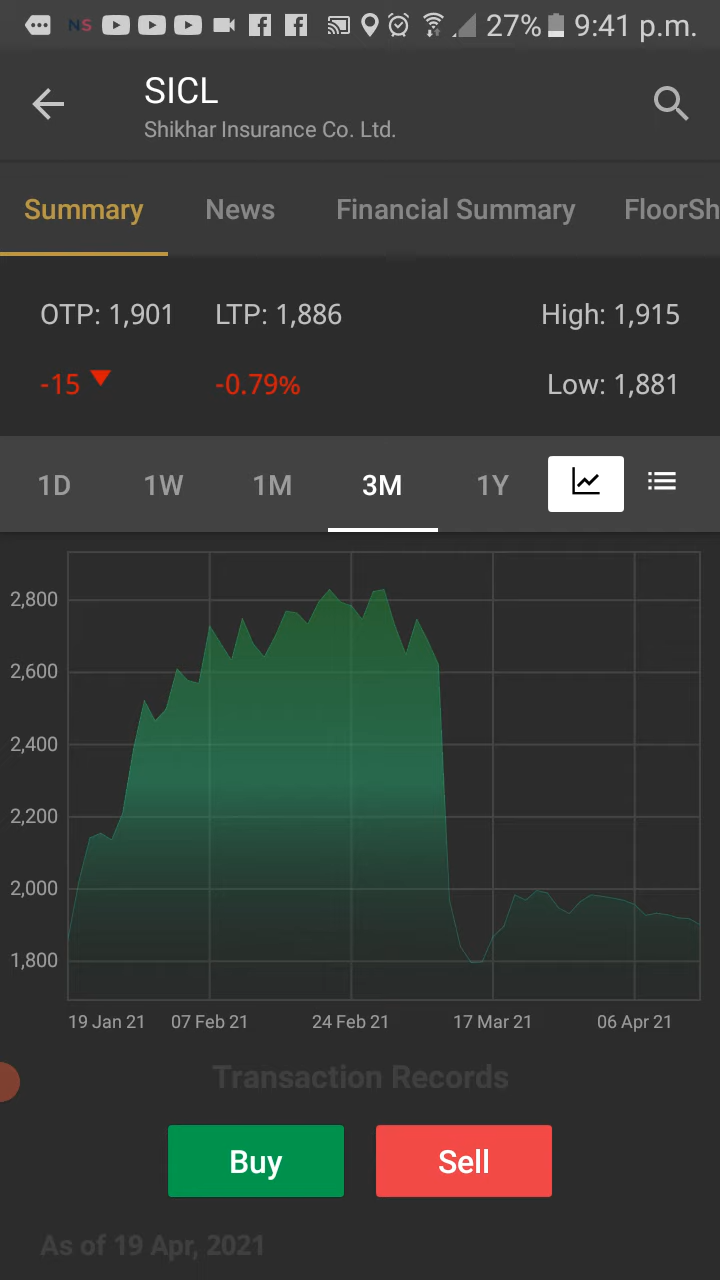 NS 27% 9:41 p.m.
SICL
Shikhar Insurance Co. Ltd.
Summary News Financial Summary FloorSh
OTP: 1,901 LTP: 1,886 High: 1,915
-15 -0.79% Low: 1,881
1D 1W 1M 3M 1Y
2,800
2,600
2,400
2,200
2,000
1,800
19 Jan 21 07 Feb 21 24 Feb 21 17 Mar 21 06 Apr 21
Transaction Records
Buy Sell
As of 19 Apr, 2021